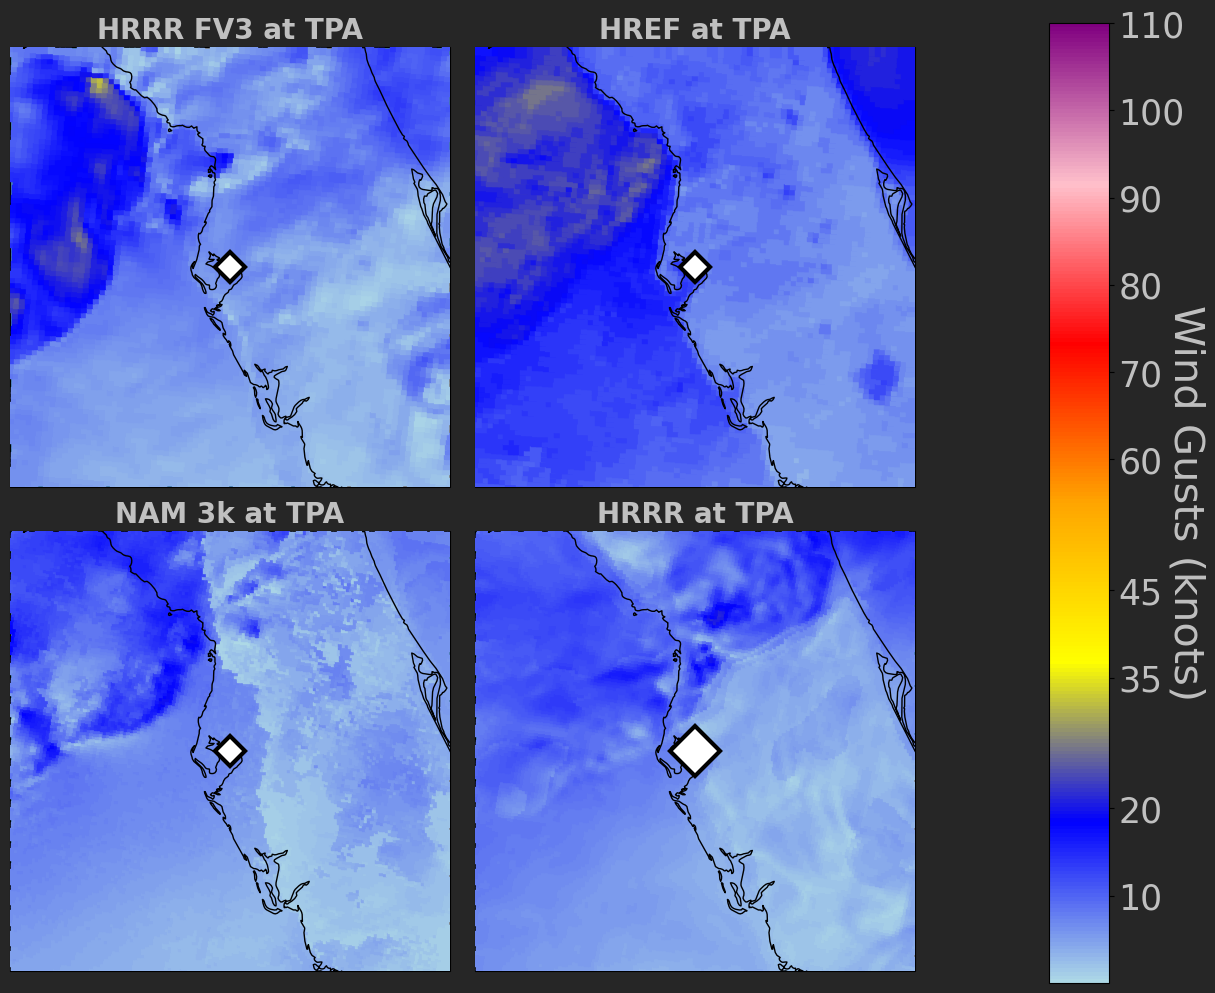 HRRR FV3 at TPA
HREF at TPA
NAM 3k at TPA
HRRR at TPA
110
100
90
80
70
60
45
35
20
10
Wind Gusts (knots)